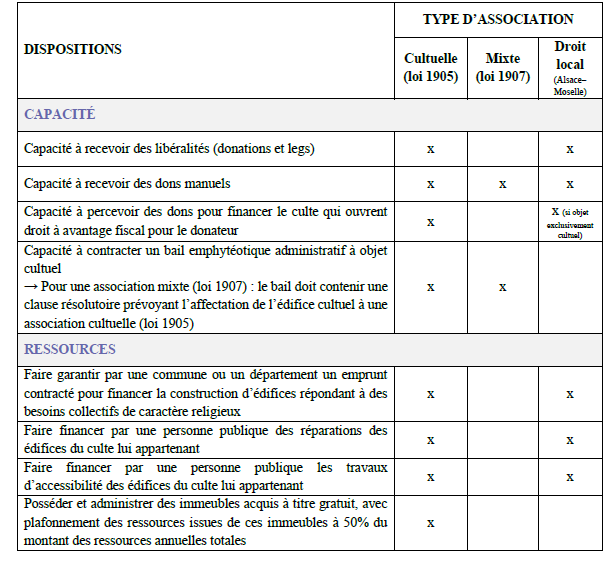 TYPE D’ASSOCIATION
DISPOSITIONS
Cultuelle
(loi 1905)
Mixte
(loi 1907)
Droit
local
(Alsace–
Moselle)
CAPACITÉ
Capacité à recevoir des libéralités (donations et legs)
x
x
Capacité à recevoir des dons manuels
x
x
x
Capacité à percevoir des dons pour financer le culte qui ouvrent
droit à avantage fiscal pour le donateur
x
X (si objet
exclusivement
cultuel)
Capacité à contracter un bail emphytéotique administratif à objet
cultuel
→ Pour une association mixte (loi 1907) : le bail doit contenir une
clause résolutoire prévoyant l’affectation de l’édifice cultuel à une
association cultuelle (loi 1905)
x
x
RESSOURCES
Faire garantir par une commune ou un département un emprunt
contracté pour financer la construction d’édifices répondant à des
besoins collectifs de caractère religieux
x
x
Faire financer par une personne publique des réparations des
édifices du culte lui appartenant
x
x
Faire financer par une personne publique les travaux
d’accessibilité des édifices du culte lui appartenant
x
x
Posséder et administrer des immeubles acquis à titre gratuit, avec
plafonnement des ressources issues de ces immeubles à 50% du
montant des ressources annuelles totales
x